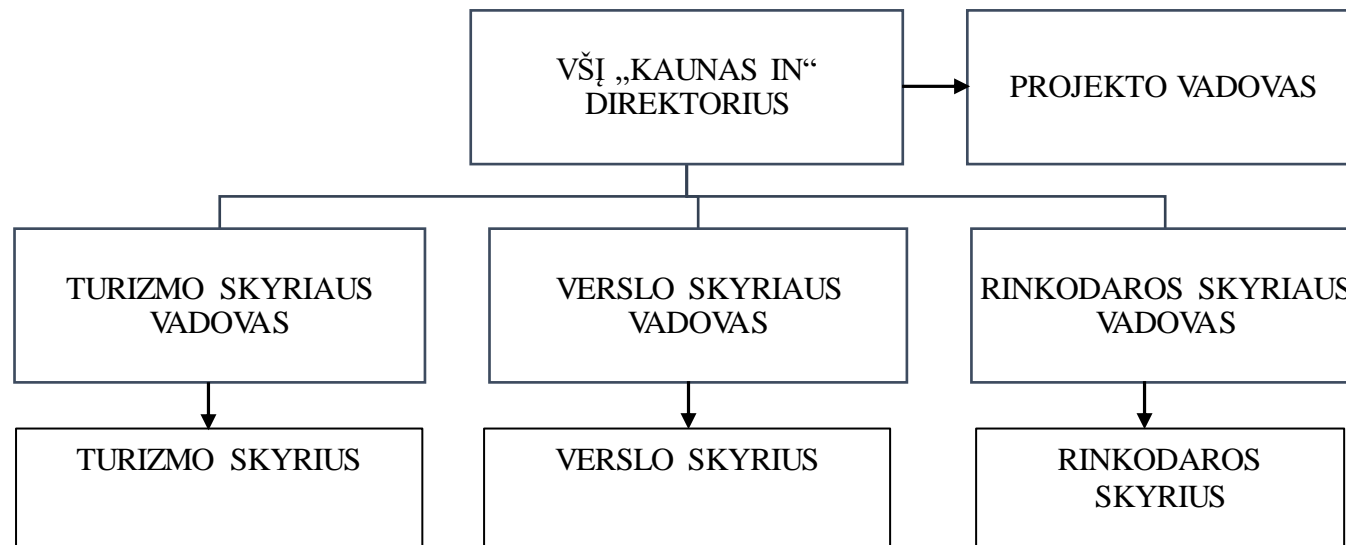 VŠĮ „KAUNAS IN“
DIREKTORIUS
PROJEKTO VADOVAS
TURIZMO SKYRIAUS
VADOVAS
VERSLO SKYRIAUS
VADOVAS
RINKODAROS SKYRIAUS
VADOVAS
TURIZMO SKYRIUS
VERSLO SKYRIUS
RINKODAROS
SKYRIUS